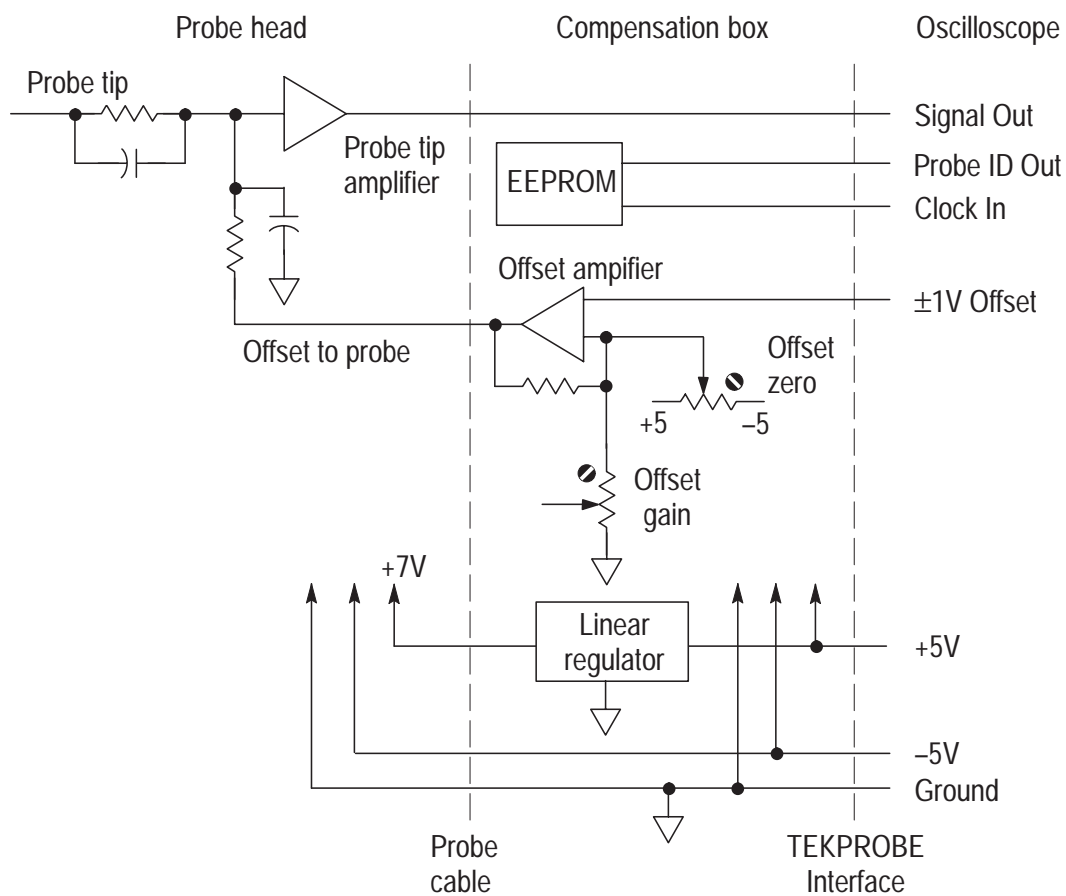 Probe head
Compensation box
Oscilloscope
Probe tip
Signal Out
Probe tip
amplifier
EEPROM
Probe ID Out
Clock In
Offset ampifier
±1V Offset
Offset to probe
Offset
zero
+5
–5
Offset
gain
+7V
Linear
regulator
+5V
–5V
Ground
Probe
cable
TEKPROBE
Interface